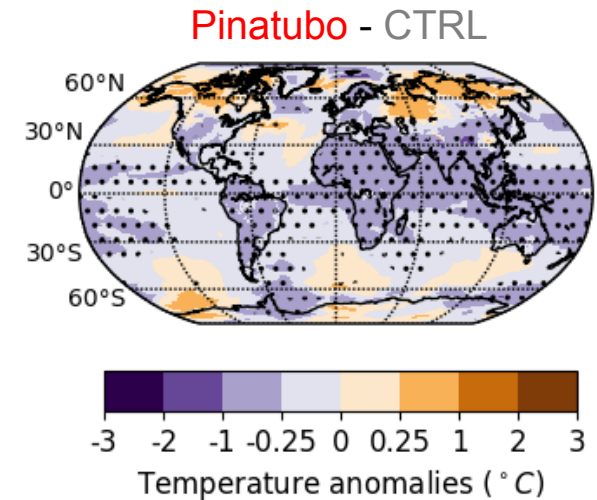 Pinatubo - CTRL
60°N
30°N
0°
30°S
60°S
-3 -2 -1 -0.25 0 0.25 1 2 3
Temperature anomalies (°C)